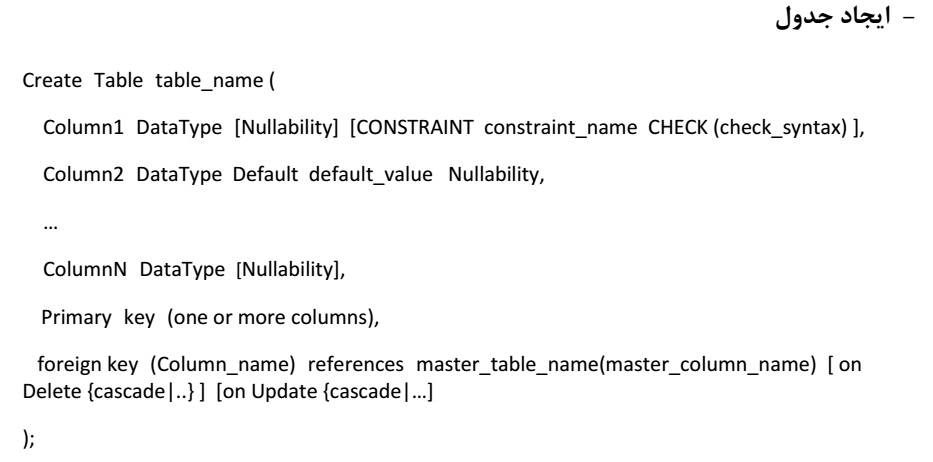 - ایجاد جدول
Create Table table_name (
Column1 DataType [Nullability] [CONSTRAINT constraint_name CHECK (check_syntax) ],
Column2 DataType Default default_value Nullability,
…
ColumnN DataType [Nullability],
Primary key (one or more columns),
foreign key (Column_name) references master_table_name(master_column_name) [ on
Delete {cascade|..} ] [on Update {cascade|…]
);